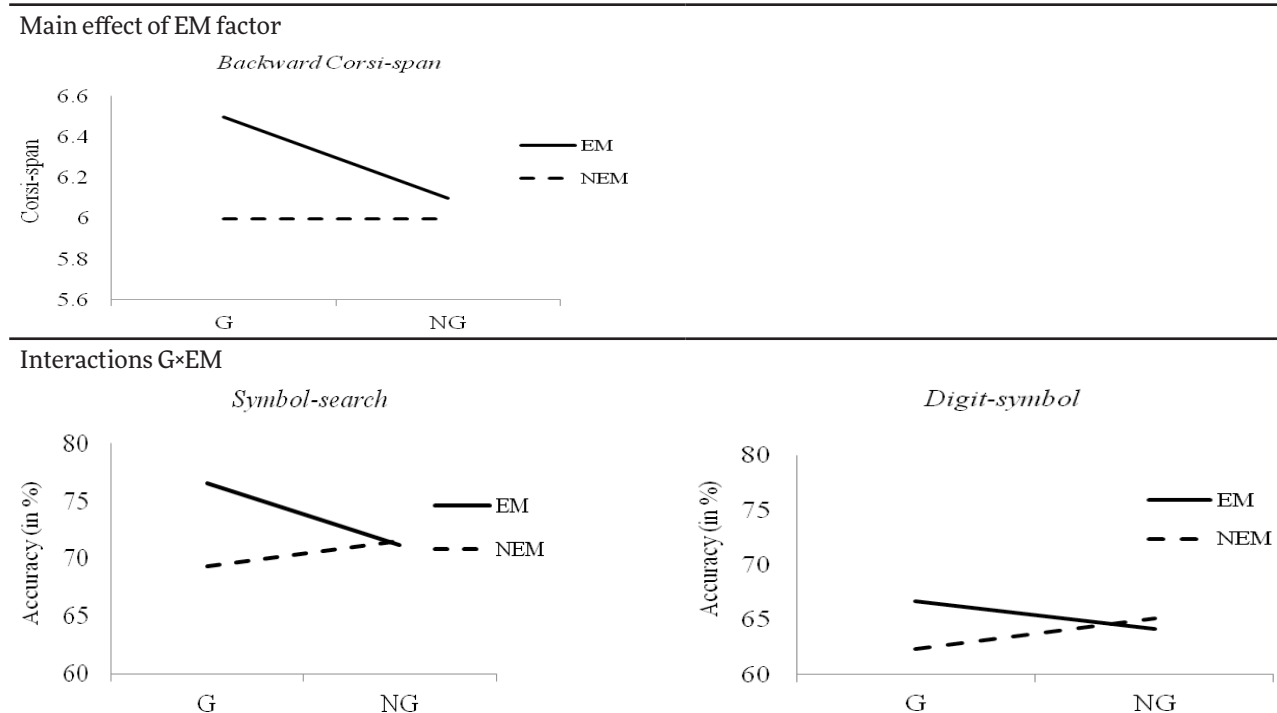 Main effect of EM factor
Backward Corsi-span
6.6
6.4
6.2
6
5.8
5.6
Corsi-span
EM
NEM
G NG
Interactions G×EM
Symbol-search
80
75
70
65
60
Accuracy (in %)
EM
NEM
G NG
Digit-symbol
80
75
70
65
60
Accuracy (in %)
EM
NEM
G NG